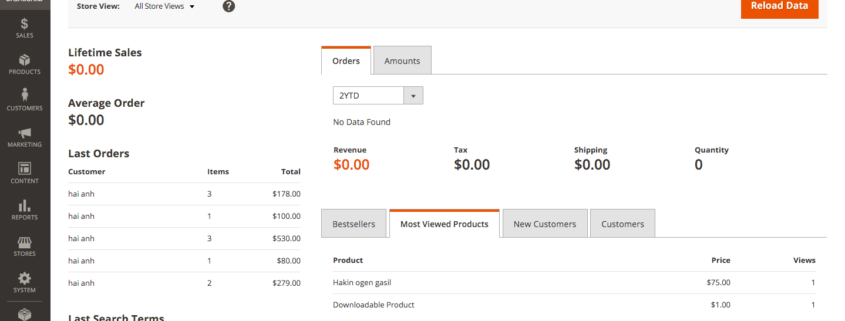 Store View: All Store Views ?
Reload Data
$
SALES
PRODUCTS
CUSTOMERS
MARKETING
CONTENT
REPORTS
STORES
SYSTEM
Lifetime Sales
$0.00
Average Order
$0.00
Last Orders
Customer Items Total
hai anh 3 $178.00
hai anh 1 $100.00
hai anh 3 $530.00
hai anh 1 $80.00
hai anh 2 $279.00
Last Search Terms
Orders Amounts
2YTD
No Data Found
Revenue Tax Shipping Quantity
$0.00 $0.00 $0.00 0
Bestsellers Most Viewed Products New Customers Customers
Product Price Views
Hakin ogen gasil $75.00 1
Downloadable Product $1.00 1